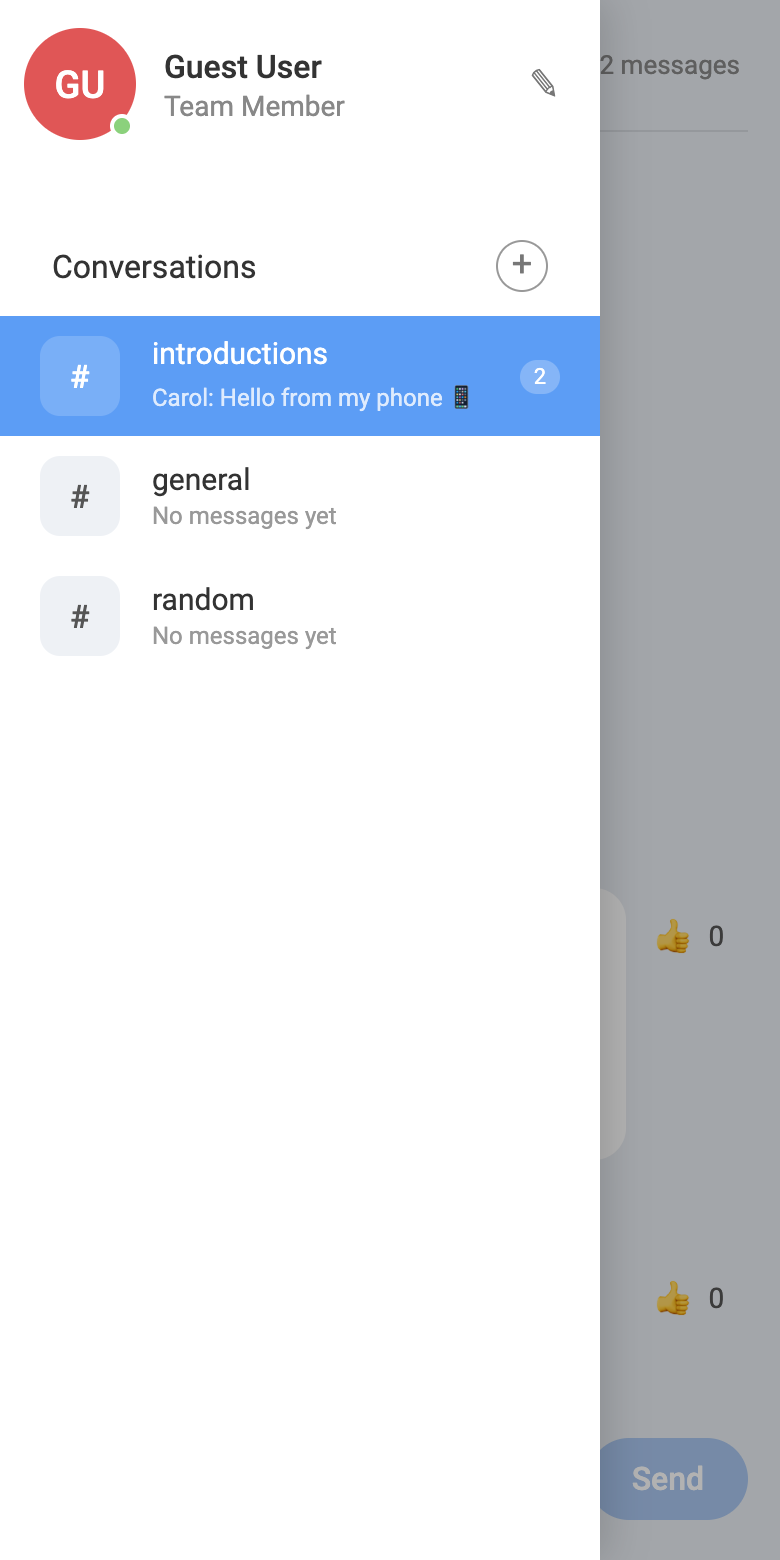 GU
Guest User
Team Member
✎
2 messages
Conversations
+
#
introductions
Carol: Hello from my phone 📱
2
#
general
No messages yet
#
random
No messages yet
👍 0
👍 0
Send